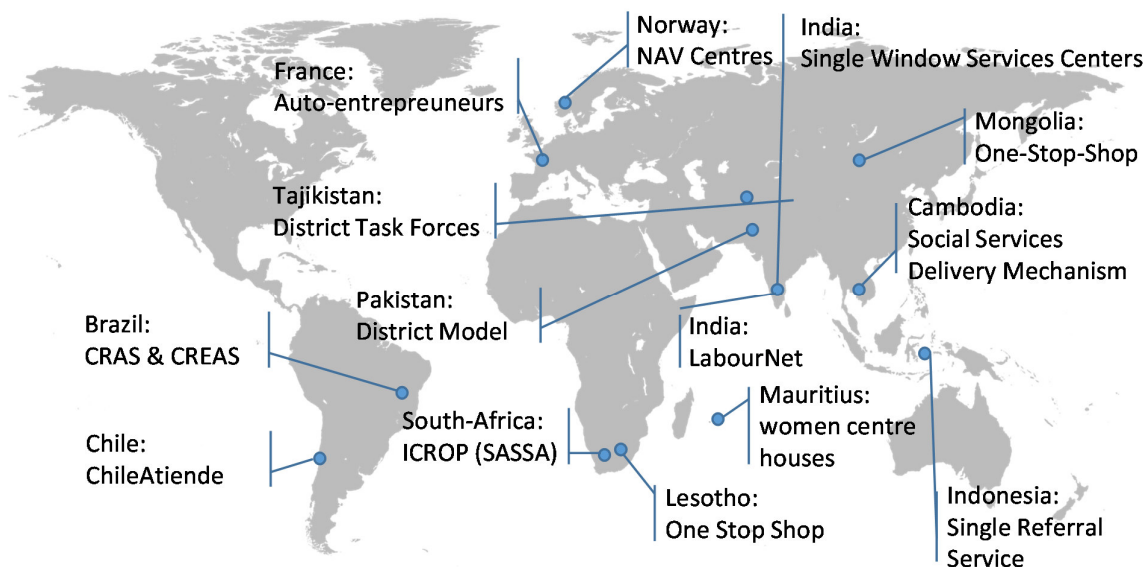 Norway:
NAV Centres
India:
Single Window Services Centers
France:
Auto-entrepruneurs
Mongolia:
One-Stop-Shop
Tajikistan:
District Task Forces
Cambodia:
Social Services
Delivery Mechanism
Pakistan:
District Model
Brazil:
CRAS & CREAS
India:
LabourNet
Mauritius:
women centre
houses
South-Africa:
ICROP (SASSA)
Chile:
ChileAtiende
Lesotho:
One Stop Shop
Indonesia:
Single Referral
Service